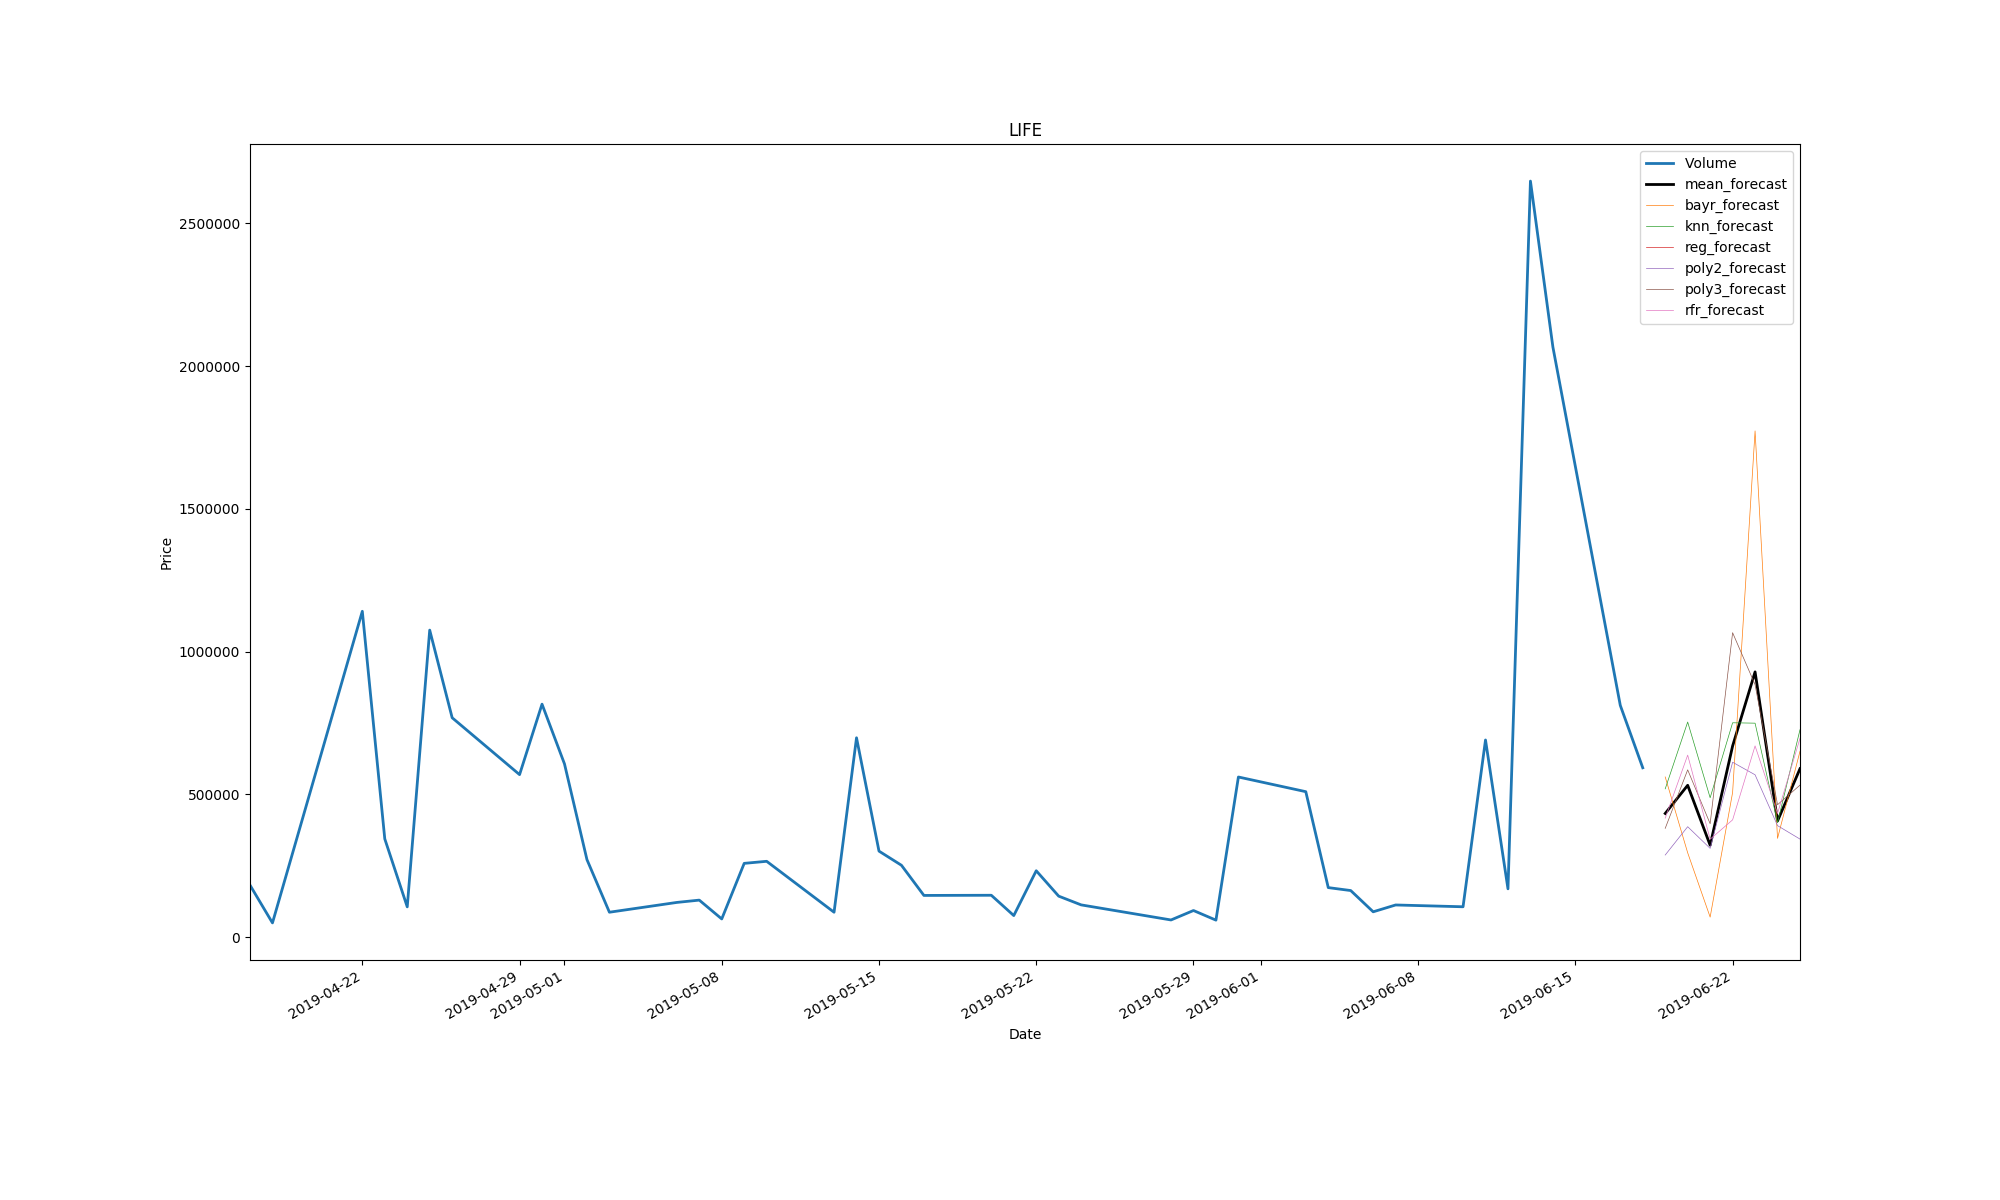 LIFE
Volume
mean_forecast
bayr_forecast
knn_forecast
reg_forecast
poly2_forecast
poly3_forecast
rfr_forecast
2500000
2000000
1500000
1000000
500000
0
Price
2019-04-22
2019-04-29
2019-05-01
2019-05-08
2019-05-15
2019-05-22
2019-05-29
2019-06-01
2019-06-08
2019-06-15
2019-06-22
Date